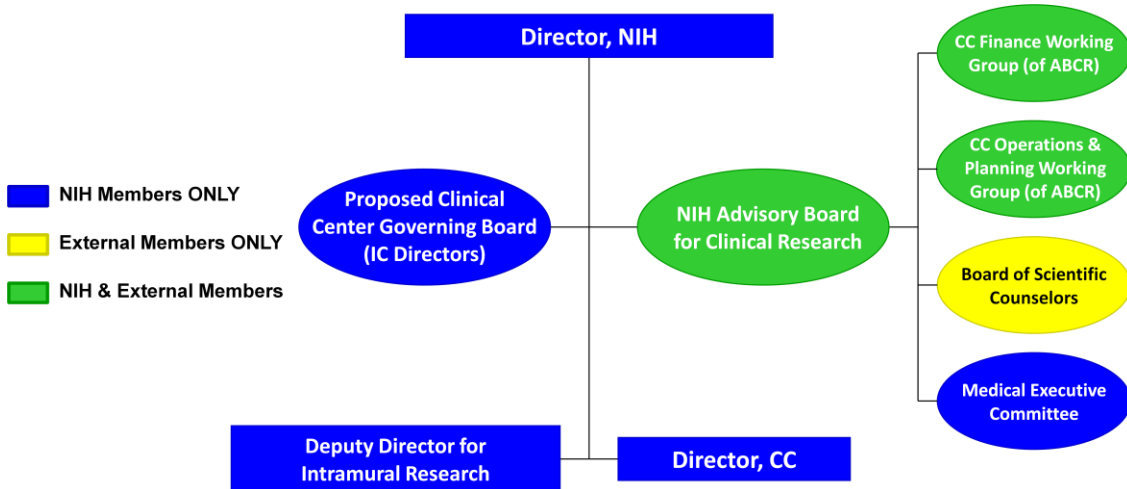 Director, NIH
CC Finance Working
Group (of ABCR)
CC Operations &
Planning Working
Group (of ABCR)
NIH Members ONLY
External Members ONLY
NIH & External Members
Proposed Clinical
Center Governing Board
(IC Directors)
NIH Advisory Board
for Clinical Research
Board of Scientific
Counselors
Medical Executive
Committee
Deputy Director for
Intramural Research
Director, CC